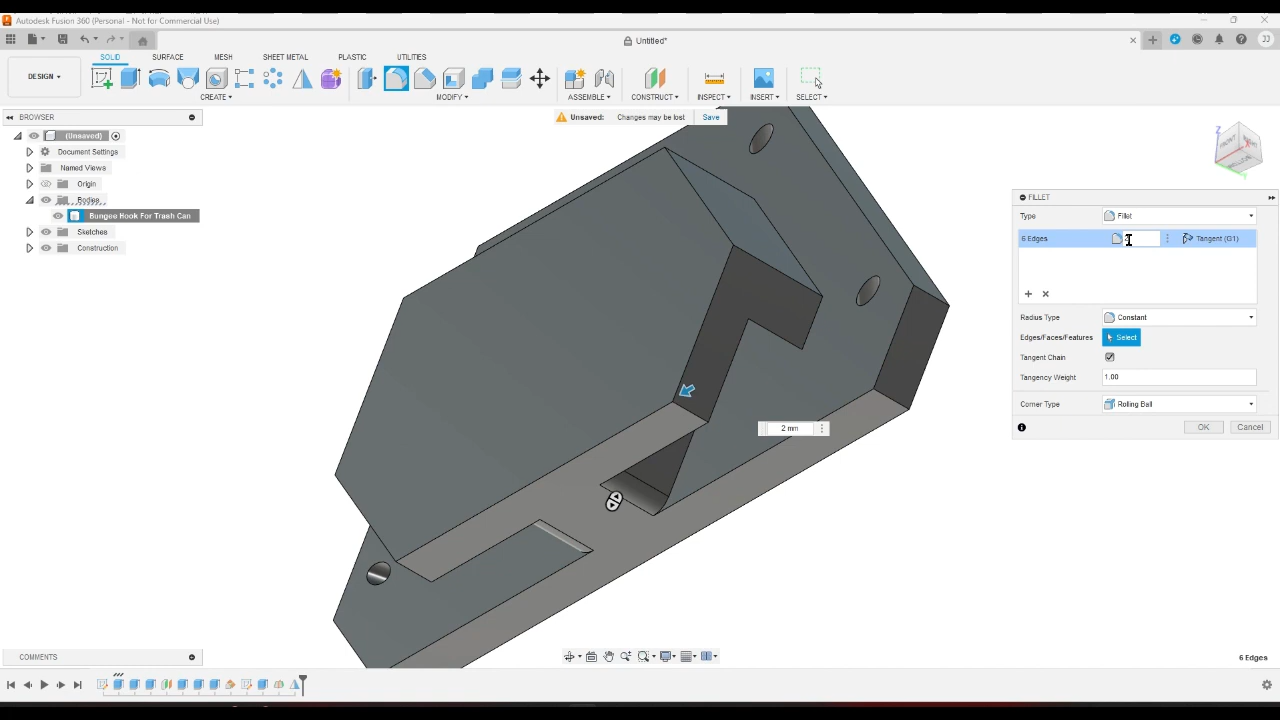 Autodesk Fusion 360 (Personal - Not for Commercial Use)
Untitled*
JJ
DESIGN
SOLID
SURFACE
MESH
SHEET METAL
PLASTIC
UTILITIES
CREATE
MODIFY
ASSEMBLE
CONSTRUCT
INSPECT
INSERT
SELECT
BROWSER
Unsaved: Changes may be lost Save
(Unsaved)
Document Settings
Named Views
Origin
Bodies
Bungee Hook For Trash Can
Sketches
Construction
Z
FILLET
Type Fillet
6 Edges Tangent (G1)
Radius Type Constant
Edges/Faces/Features Select
Tangent Chain
Tangency Weight 1.00
Corner Type Rolling Ball
OK Cancel
2 mm
COMMENTS
6 Edges